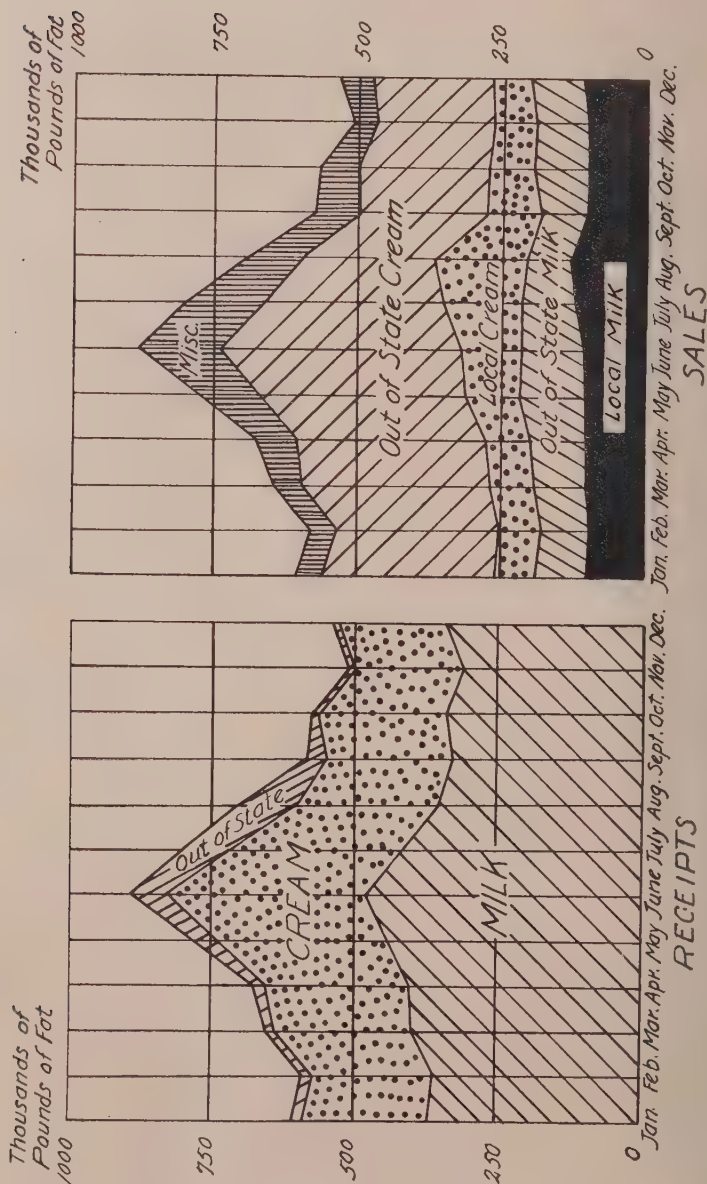 Thousands of
Pounds of Fat
1000
750
500
250
0
Out of State
CREAM
MILK
Jan. Feb. Mar. Apr. May June July Aug. Sept. Oct. Nov. Dec.
RECEIPTS
Thousands of
Pounds of Fat
1000
750
500
250
0
Misc.
Out of State Cream
Local Cream
Out of State Milk
Local Milk
Jan. Feb. Mar. Apr. May June July Aug. Sept. Oct. Nov. Dec.
SALES